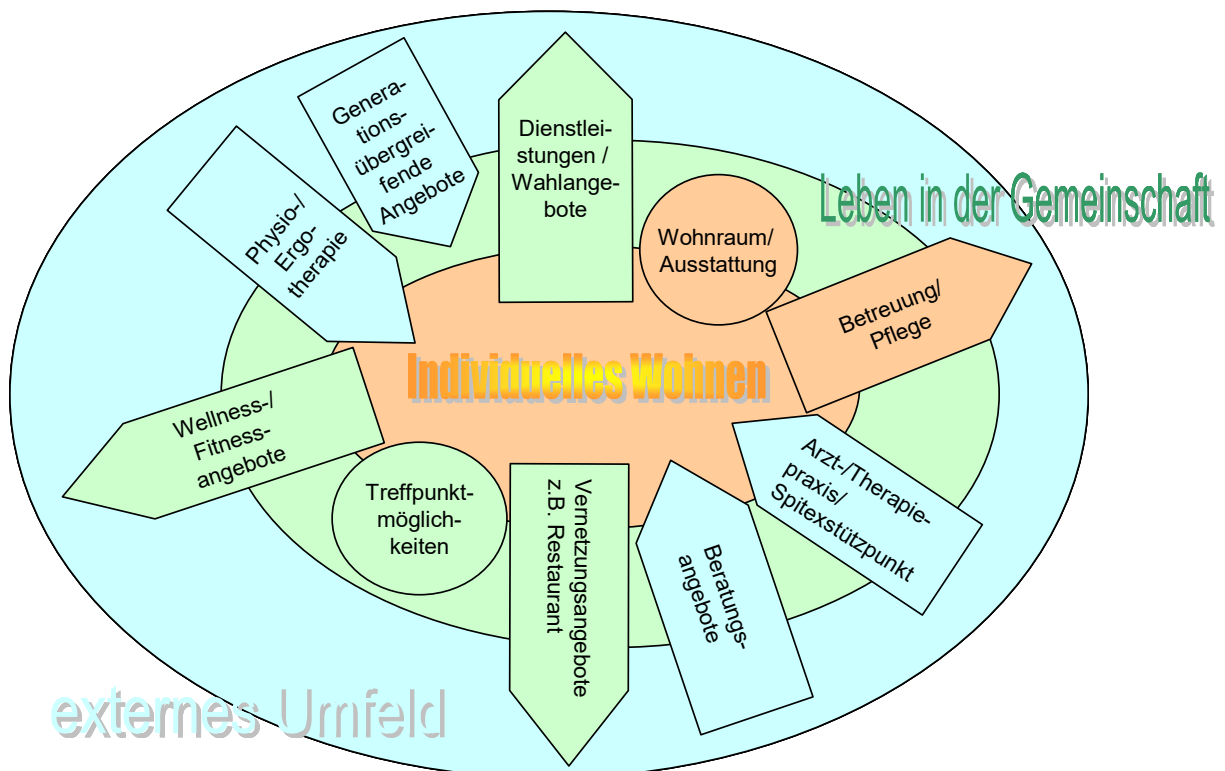 Genera-
tions-
übergrei-
fende
Angebote
Dienstlei-
stungen /
Wahlange-
bote
Leben in der Gemeinschaft
Physio-/
Ergo-
therapie
Wohnraum/
Ausstattung
Betreuung/
Pflege
Individuelles Wohnen
Wellness-/
Fitness-
angebote
Treffpunkt-
möglich-
keiten
Vernetzungsangebote
z.B. Restaurant
Beratungs-
angebote
Arzt-/Therapie-
praxis/
Spitexstützpunkt
externes Umfeld